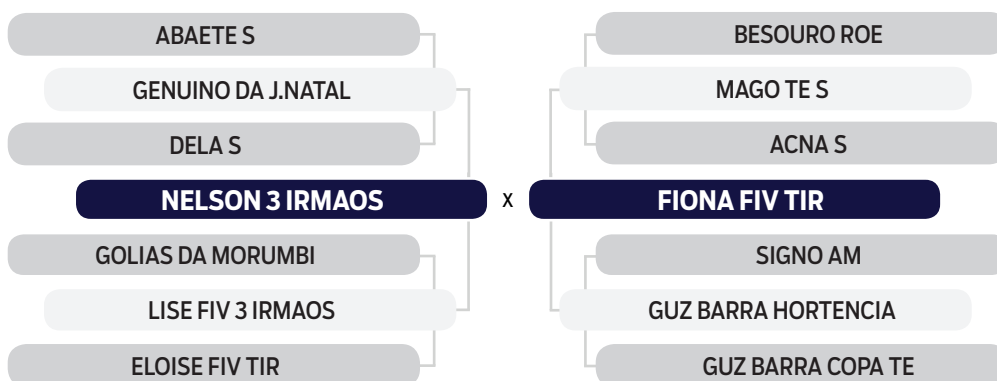 ABAETE S
GENUINO DA J.NATAL
DELA S
NELSON 3 IRMAOS
GOLIAS DA MORUMBI
LISE FIV 3 IRMAOS
ELOISE FIV TIR
x
BESOURO ROE
MAGO TE S
ACNA S
FIONA FIV TIR
SIGNO AM
GUZ BARRA HORTENCIA
GUZ BARRA COPA TE